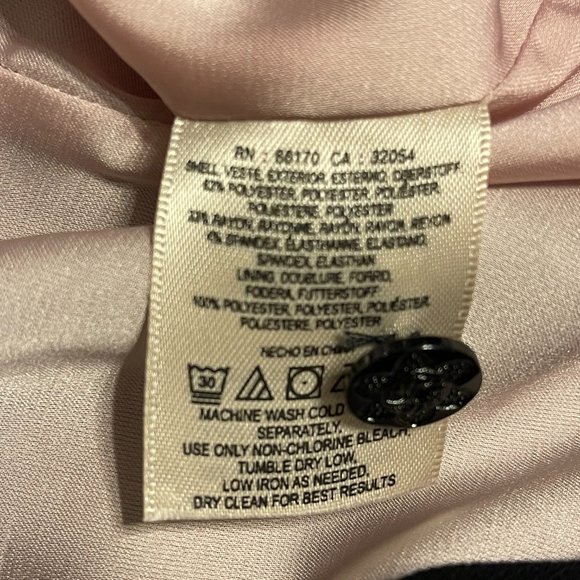 RN : 66170 CA : 32054
SHELL, VESTE, EXTERIOR, ESTERNO, OBERSTOFF
62% POLYESTER, POLYESTER, POLIÉSTER,
POLIESTERE, POLYESTER
33% RAYON, RAYONNE, RAYON, RAYON, REYON
4% SPANDEX, ÉLASTHANNE, ELASTANO,
SPANDEX, ELASTHAN
LINING, DOUBLURE, FORRO,
FODERA, FUTTERSTOFF
100% POLYESTER, POLYESTER, POLIÉSTER
POLIESTERE, POLYESTER
HECHO EN CHINA
30
MACHINE WASH COLD
SEPARATELY,
USE ONLY NON-CHLORINE BLEACH,
TUMBLE DRY LOW,
LOW IRON AS NEEDED,
DRY CLEAN FOR BEST RESULTS